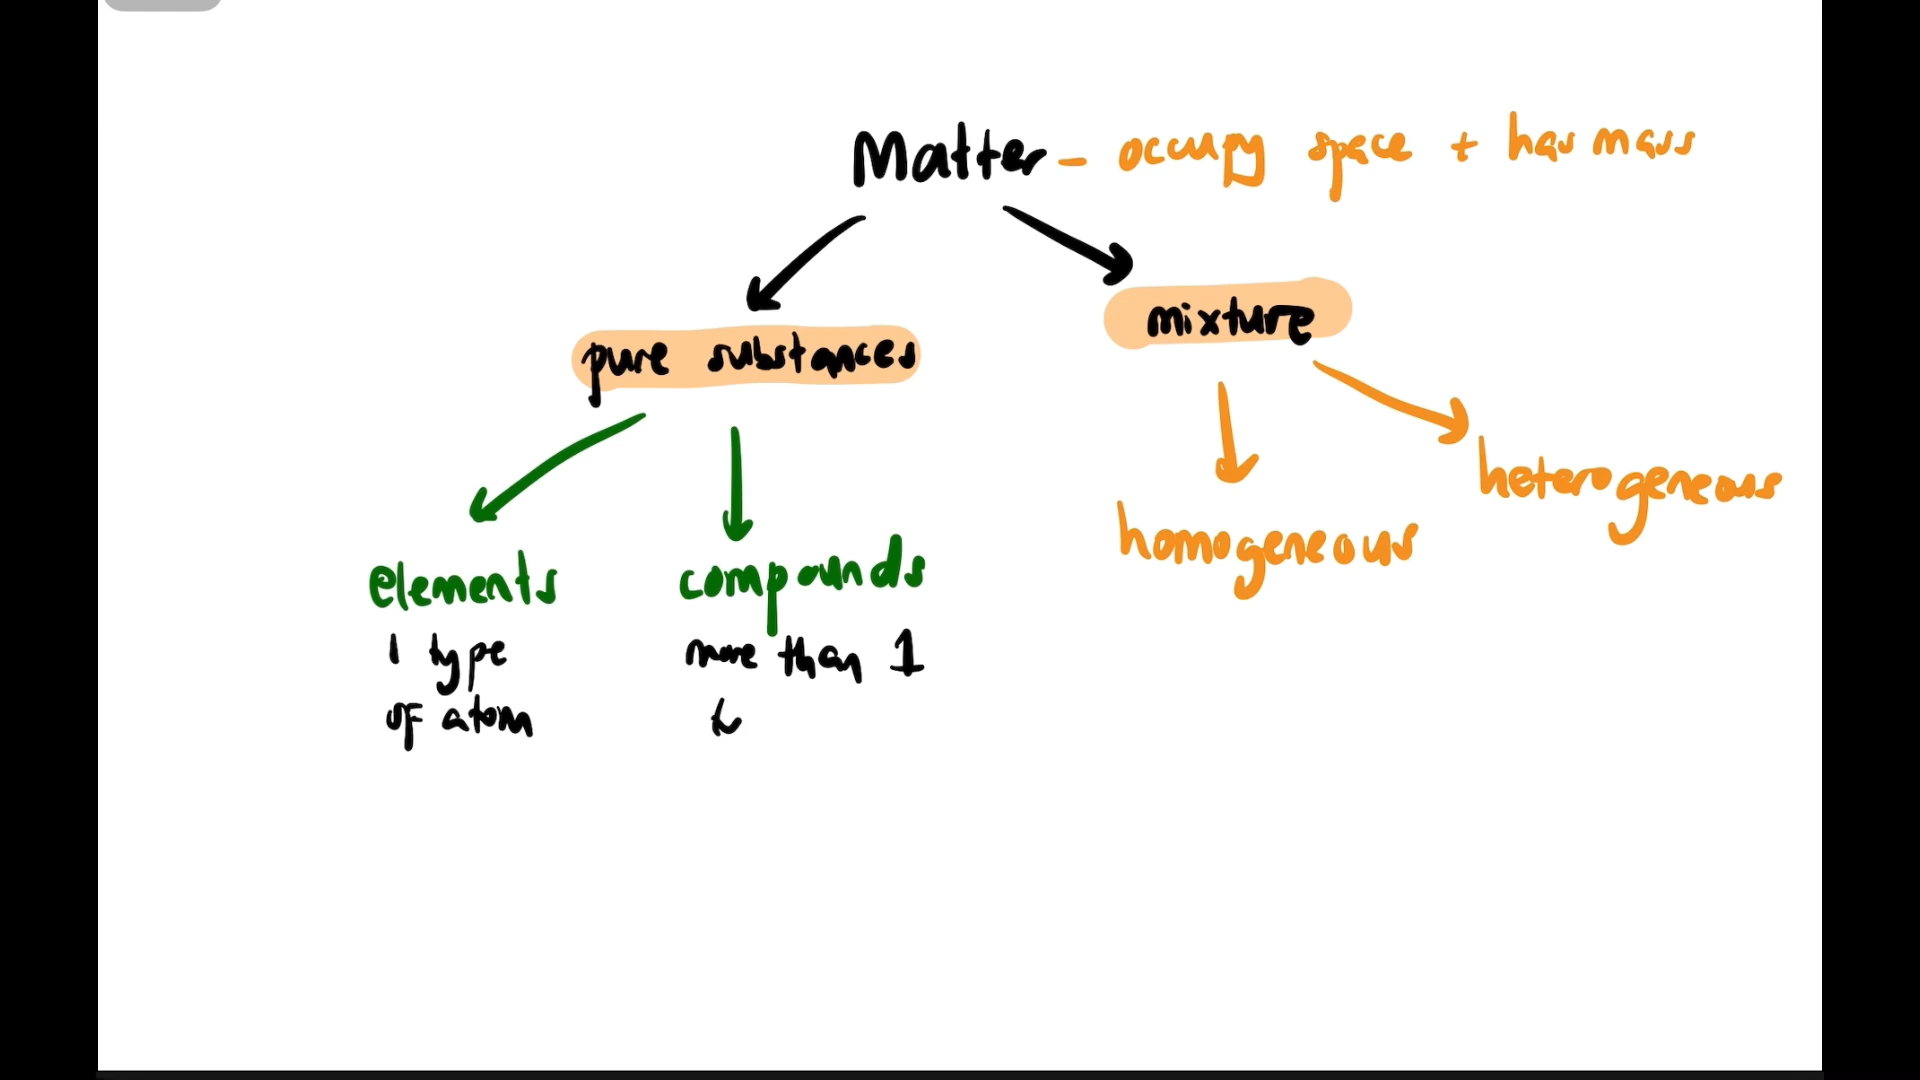 Matter - occupy space + has mass
pure substances
mixture
elements
1 type
of atom
compounds
more than 1
homogeneous
heterogeneous